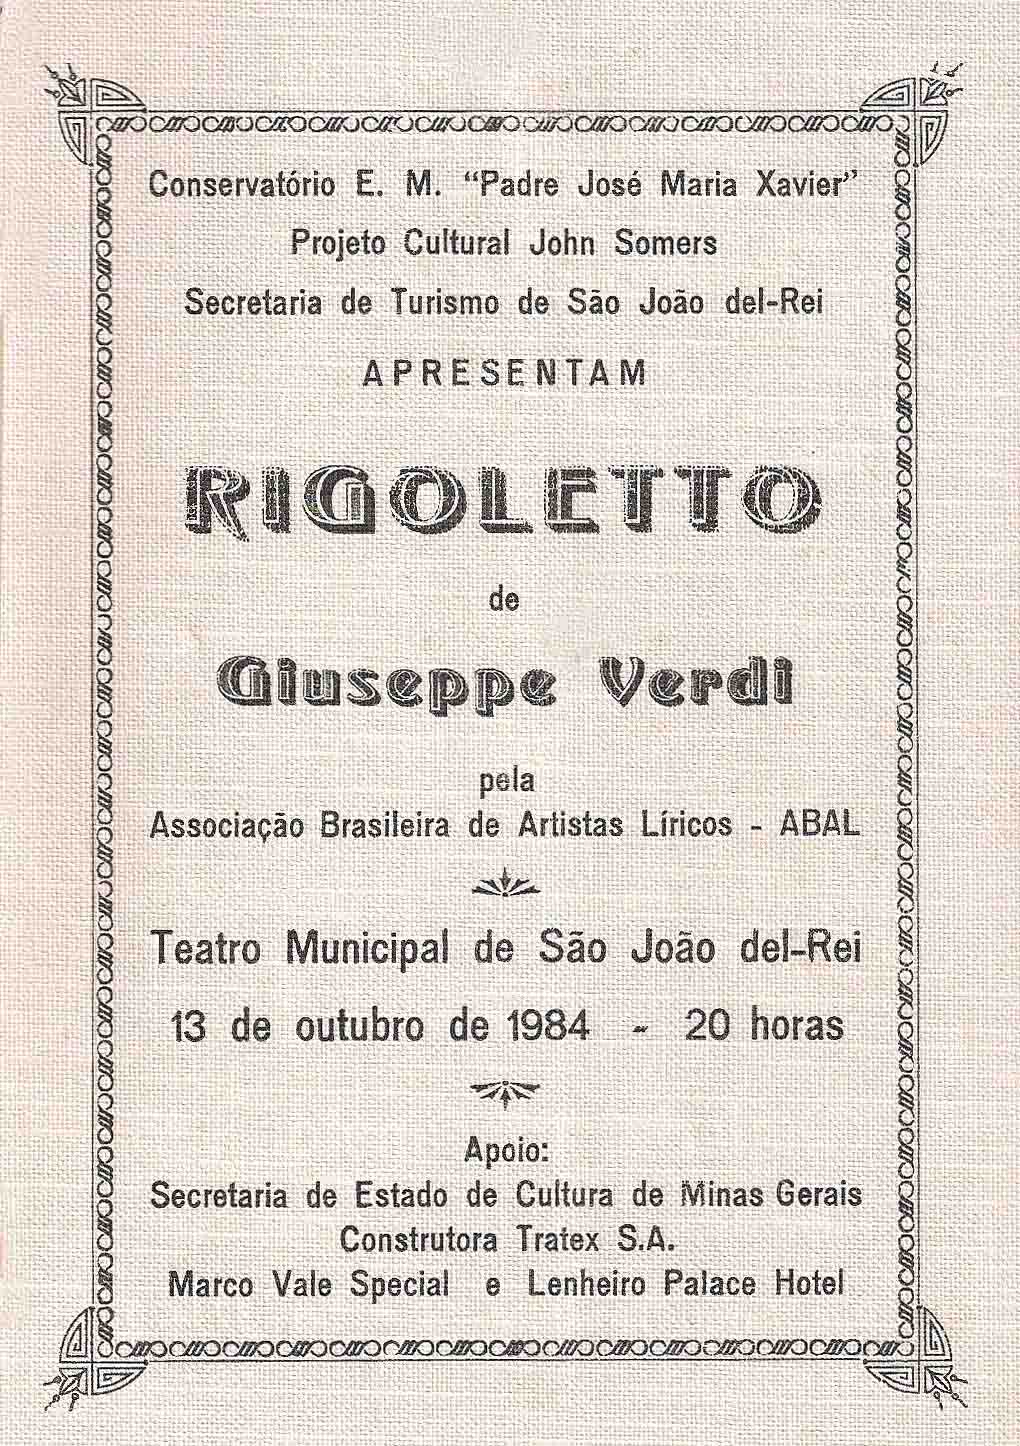 Conservatório E. M. “Padre José Maria Xavier”
Projeto Cultural John Somers
Secretaria de Turismo de São João del-Rei
APRESENTAM
RIGOLETTO
de
Giuseppe Verdi
pela
Associação Brasileira de Artistas Líricos - ABAL
Teatro Municipal de São João del-Rei
13 de outubro de 1984 - 20 horas
Apoio:
Secretaria de Estado de Cultura de Minas Gerais
Construtora Tratex S.A.
Marco Vale Special e Lenheiro Palace Hotel